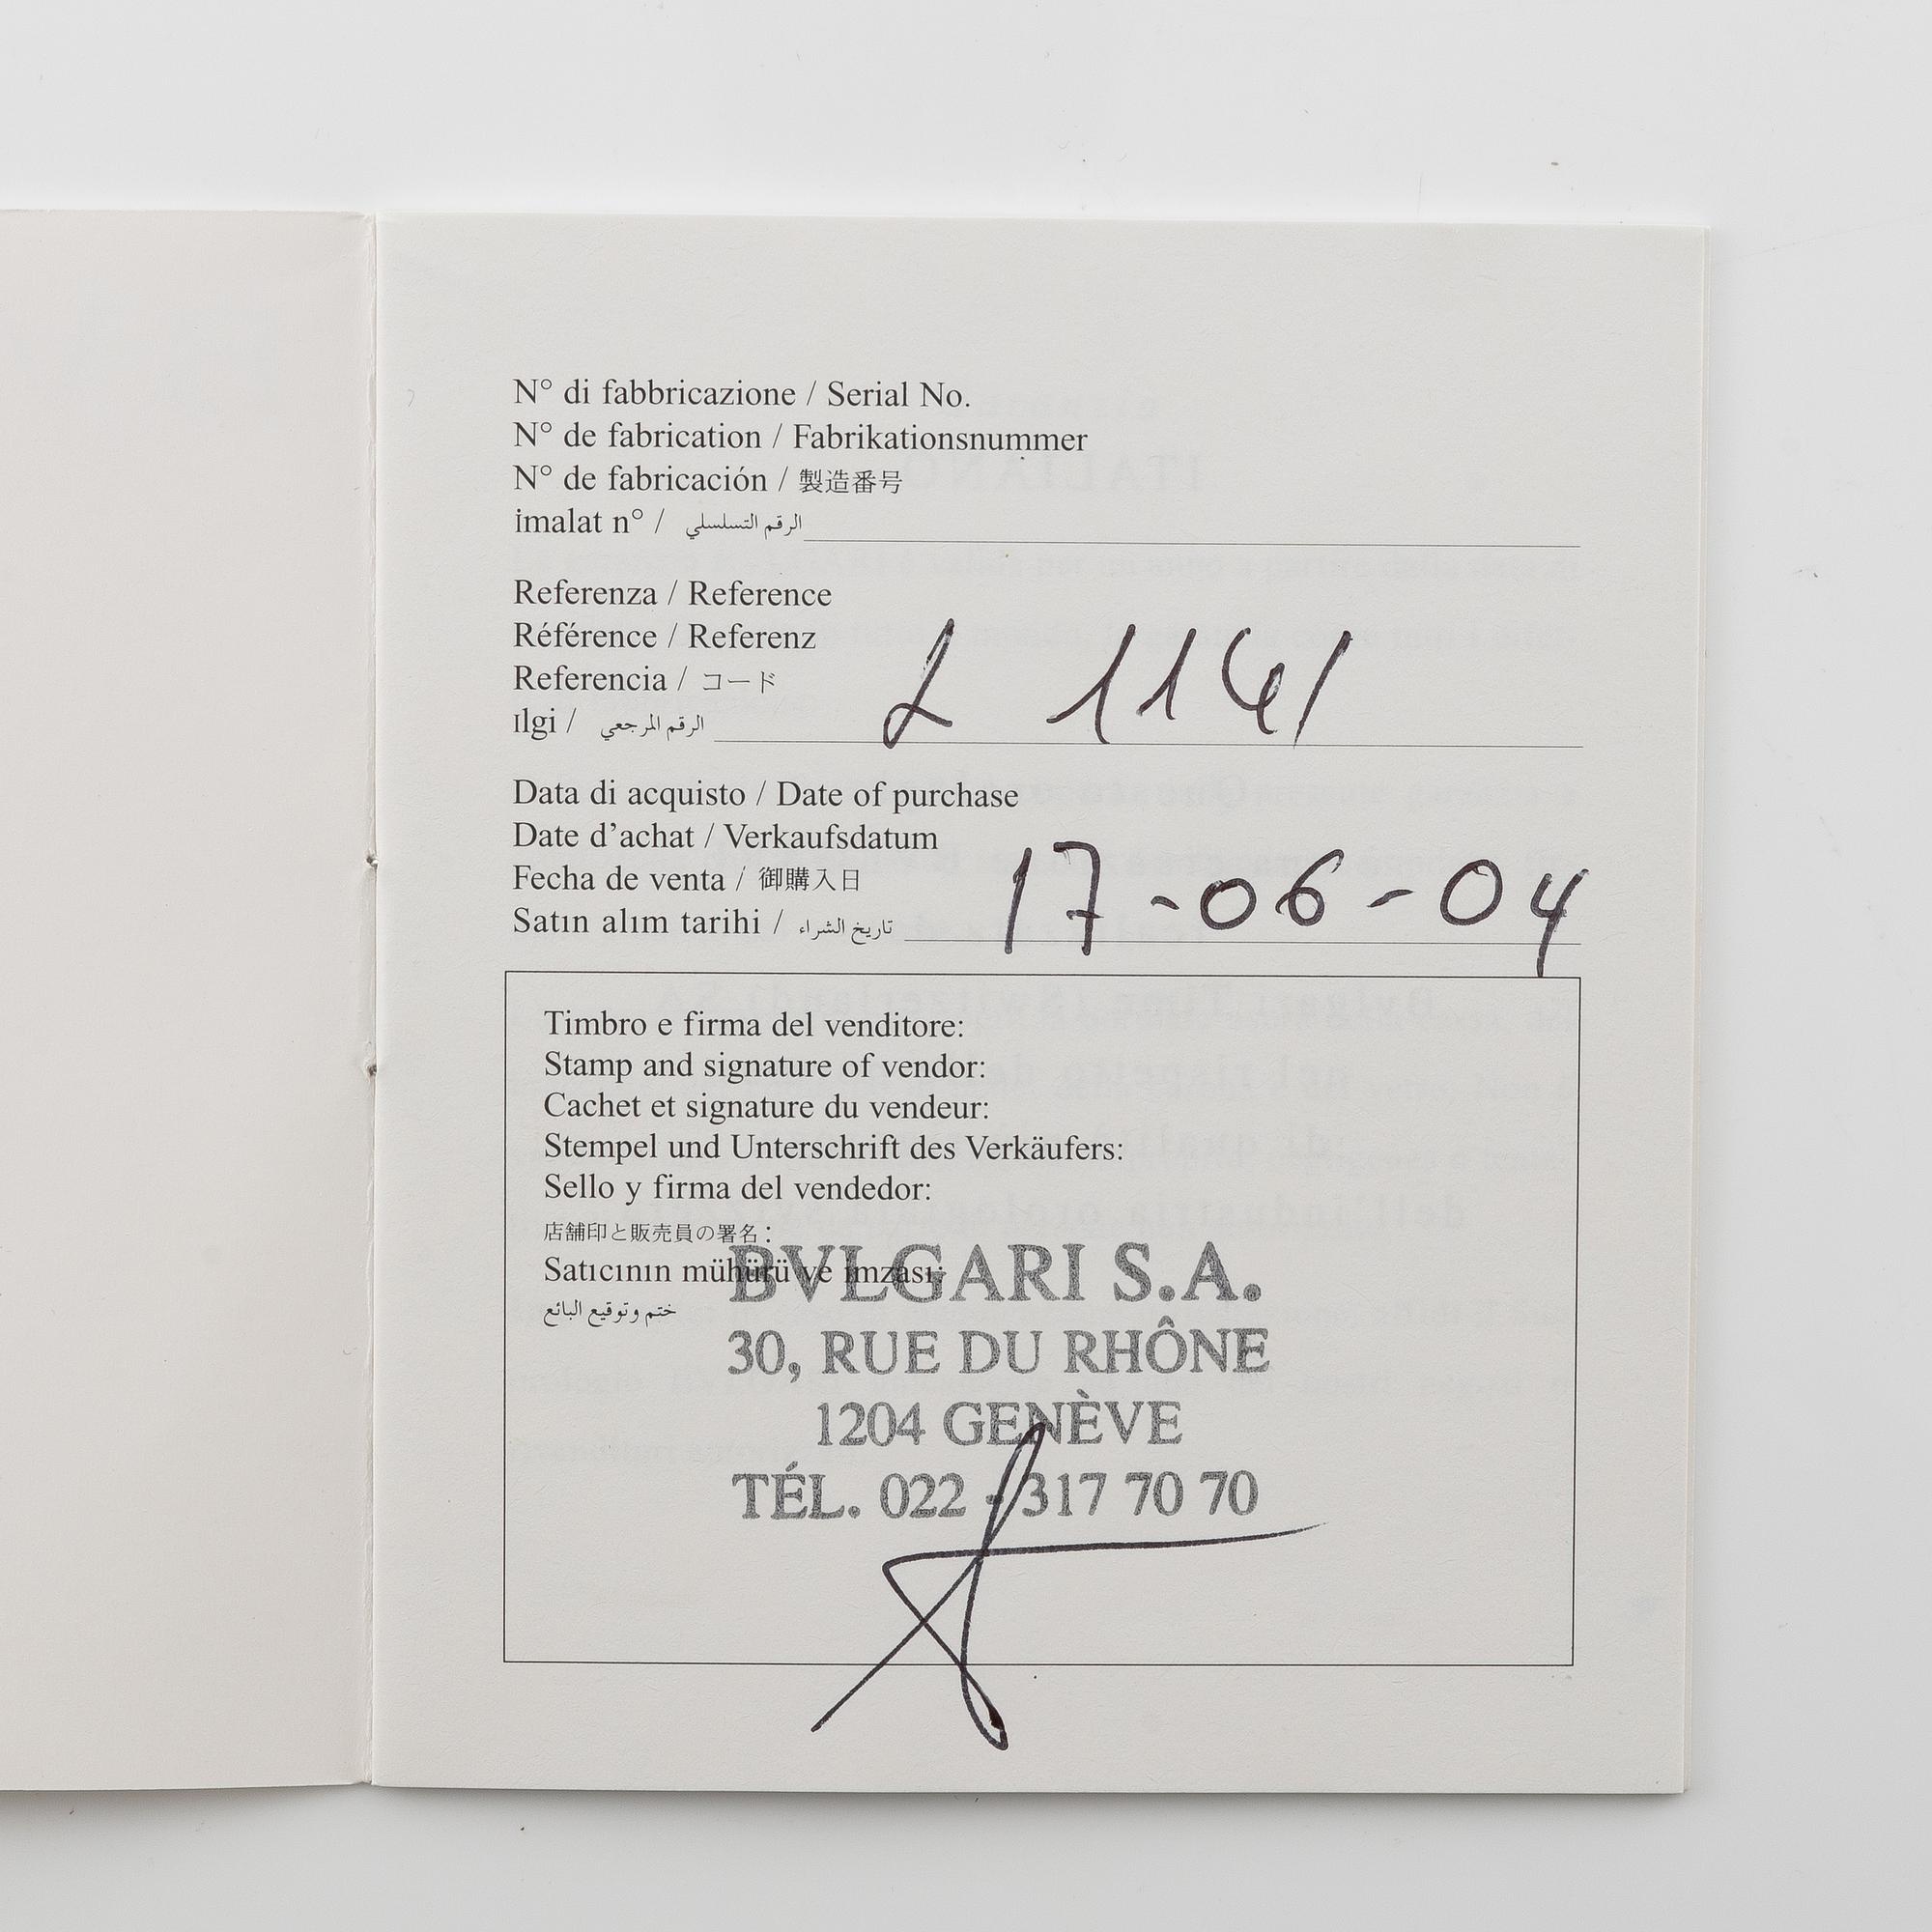 N° di fabbricazione / Serial No.
N° de fabrication / Fabrikationsnummer
N° de fabricación / 製造番号
imalat n° / الرقم التسلسلي
Referenza / Reference
Référence / Referenz
Referencia / コード
Ilgi / الرقم المرجعي
L 1141
Data di acquisto / Date of purchase
Date d’achat / Verkaufsdatum
Fecha de venta / 御購入日
Satın alım tarihi / تاريخ الشراء
17-06-04
Timbro e firma del venditore:
Stamp and signature of vendor:
Cachet et signature du vendeur:
Stempel und Unterschrift des Verkäufers:
Sello y firma del vendedor:
店舗印と販売員の署名:
Satıcının mühürü ve imzası:
ختم وتوقيع البائع
BVLGARI S.A.
30, RUE DU RHÔNE
1204 GENÈVE
TÉL. 022 - 317 70 70